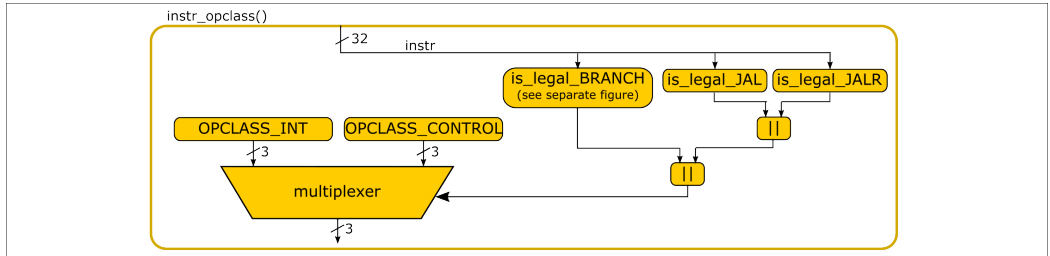 instr_opclass()
32
instr
is_legal_BRANCH
(see separate figure)
is_legal_JAL
is_legal_JALR
OPCLASS_INT
OPCLASS_CONTROL
||
3
3
||
multiplexer
3